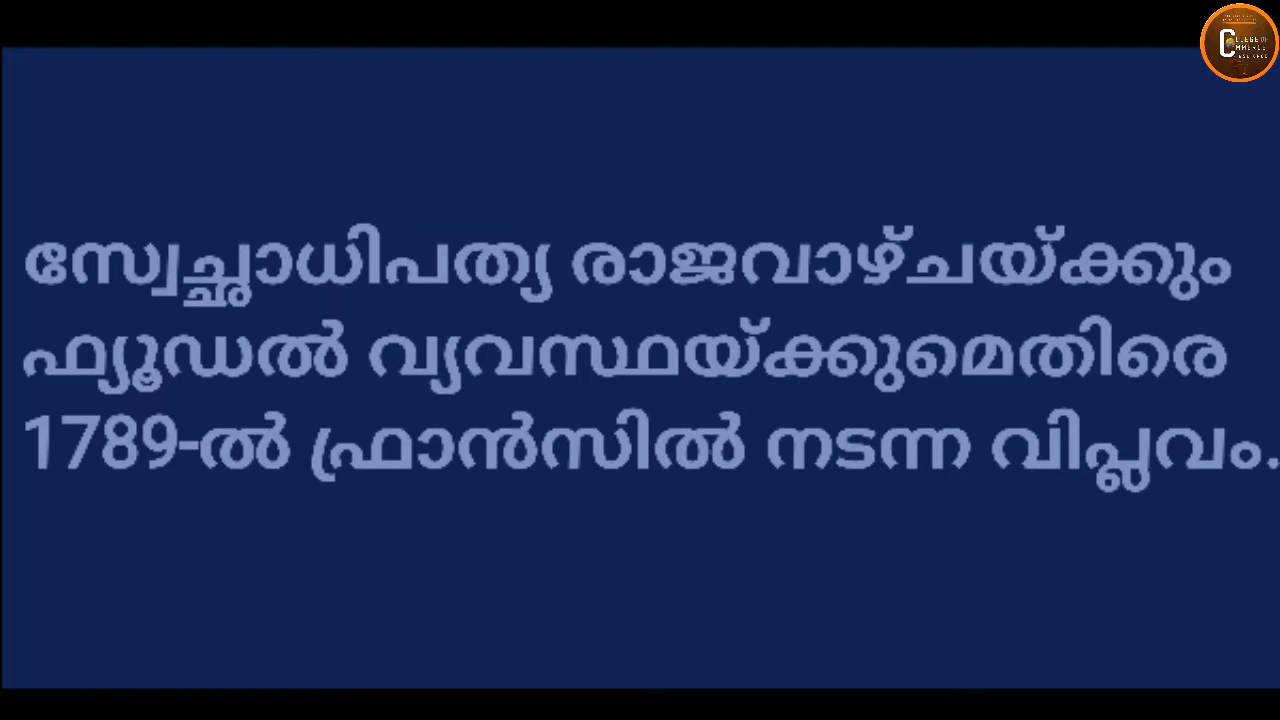 സ്വേച്ഛാധിപത്യ രാജവാഴ്ചയ്ക്കും
ഫ്യൂഡൽ വ്യവസ്ഥയ്ക്കുമെതിരെ
1789-ൽ ഫ്രാൻസിൽ നടന്ന വിപ്ലവം.